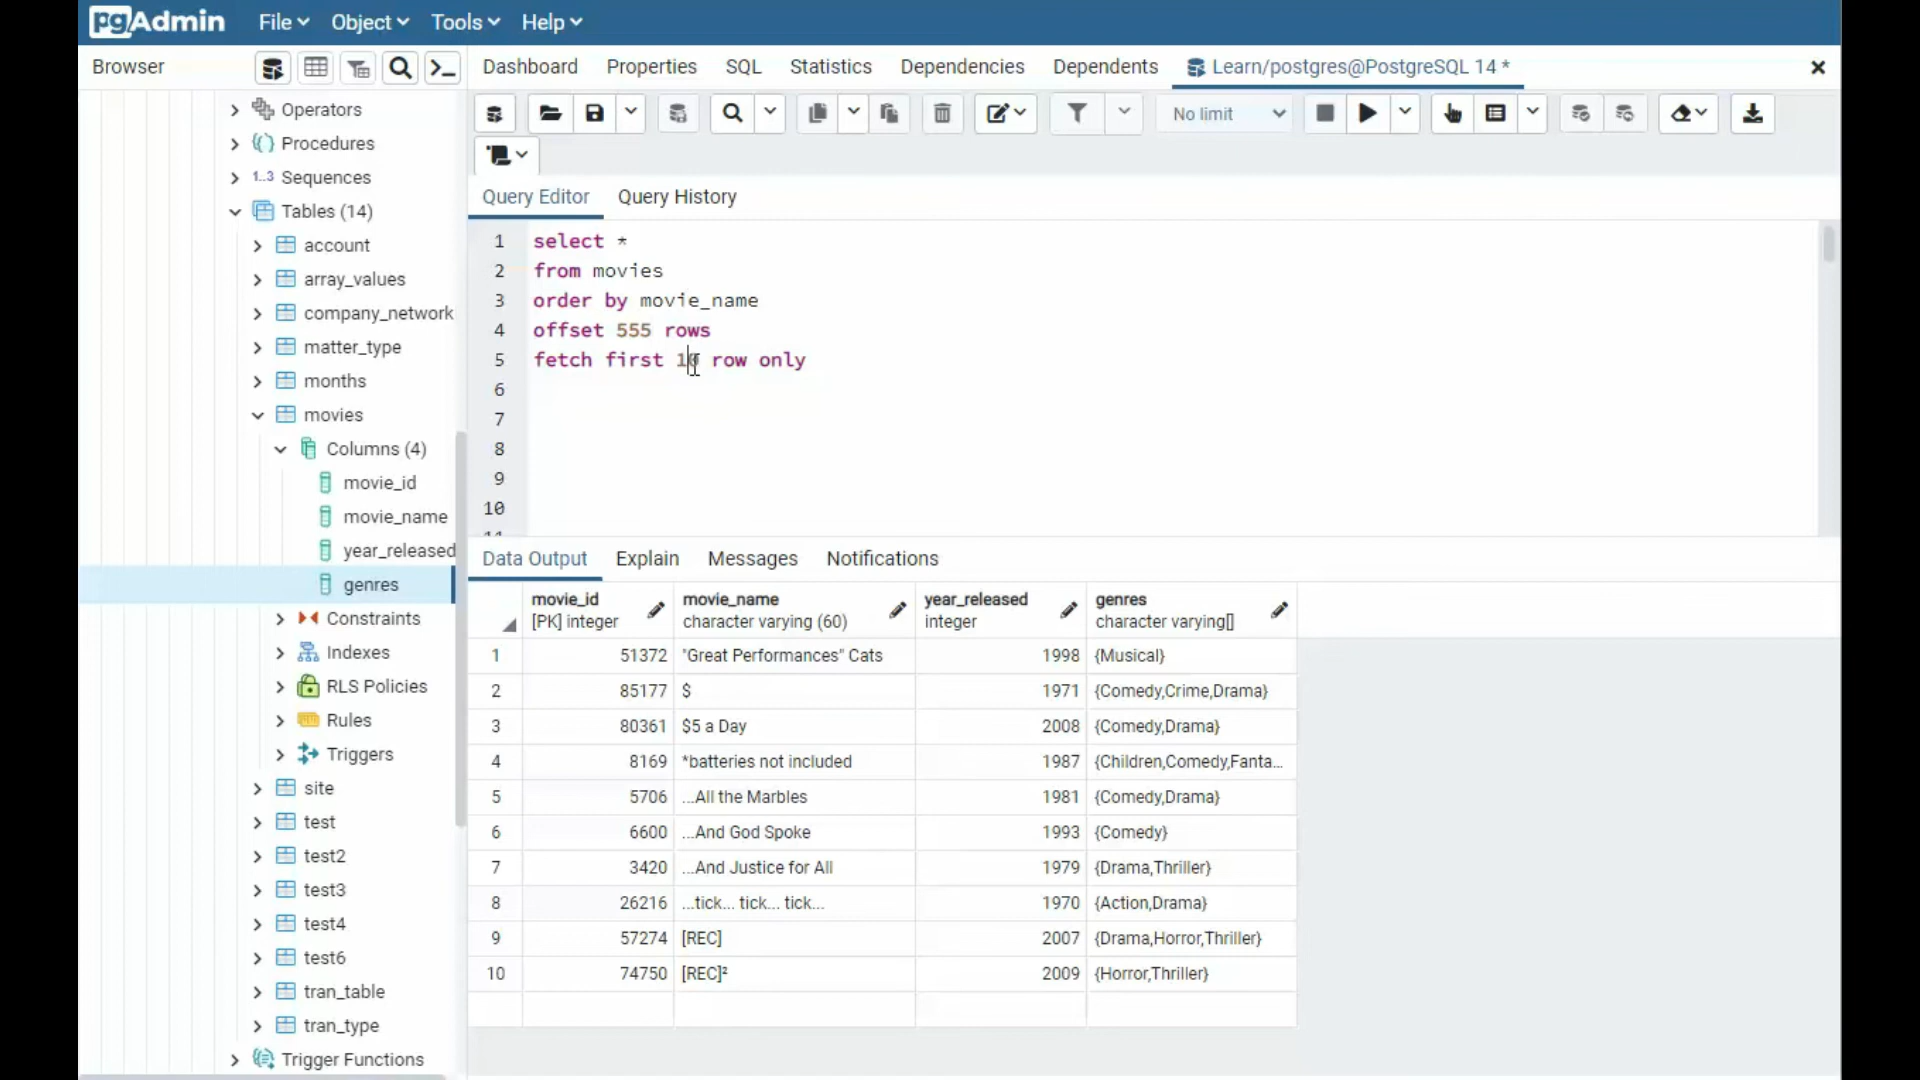 pgAdmin File Object Tools Help
Browser
Dashboard Properties SQL Statistics Dependencies Dependents Learn/postgres@PostgreSQL 14 *
No limit
Operators
Procedures
1..3 Sequences
Tables (14)
account
array_values
company_network
matter_type
months
movies
Columns (4)
movie_id
movie_name
year_released
genres
Constraints
Indexes
RLS Policies
Rules
Triggers
site
test
test2
test3
test4
test6
tran_table
tran_type
Trigger Functions
Query Editor Query History
1 select *
2 from movies
3 order by movie_name
4 offset 555 rows
5 fetch first 10 row only
6
7
8
9
10
11
Data Output Explain Messages Notifications
movie_id movie_name year_released genres
[PK] integer character varying (60) integer character varying[]
1 51372 "Great Performances" Cats 1998 {Musical}
2 85177 $ 1971 {Comedy,Crime,Drama}
3 80361 $5 a Day 2008 {Comedy,Drama}
4 8169 *batteries not included 1987 {Children,Comedy,Fanta...
5 5706 ...All the Marbles 1981 {Comedy,Drama}
6 6600 ...And God Spoke 1993 {Comedy}
7 3420 ...And Justice for All 1979 {Drama,Thriller}
8 26216 ...tick... tick... tick... 1970 {Action,Drama}
9 57274 [REC] 2007 {Drama,Horror,Thriller}
10 74750 [REC]² 2009 {Horror,Thriller}